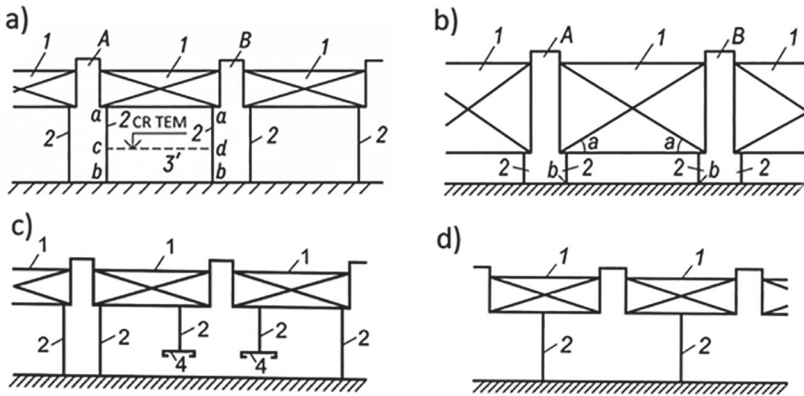 a)
A B
1 1 1
a a
2 2 CR TEM 2 2 2
c d
3'
b b
b)
A B
1 1 1
a a
2 b 2 2 b 2
c)
1 1 1
2 2 2 2 2
4 4
d)
1 1
2 2